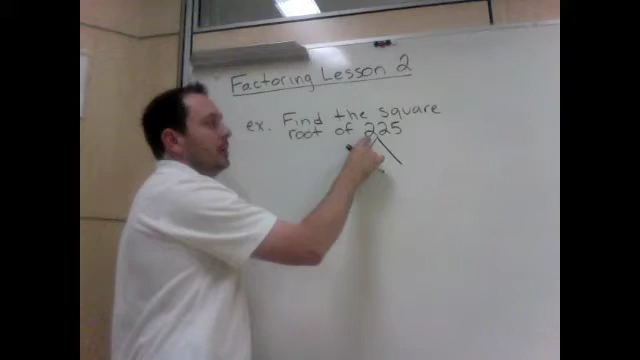 Factoring Lesson 2
ex. Find the square
root of 225